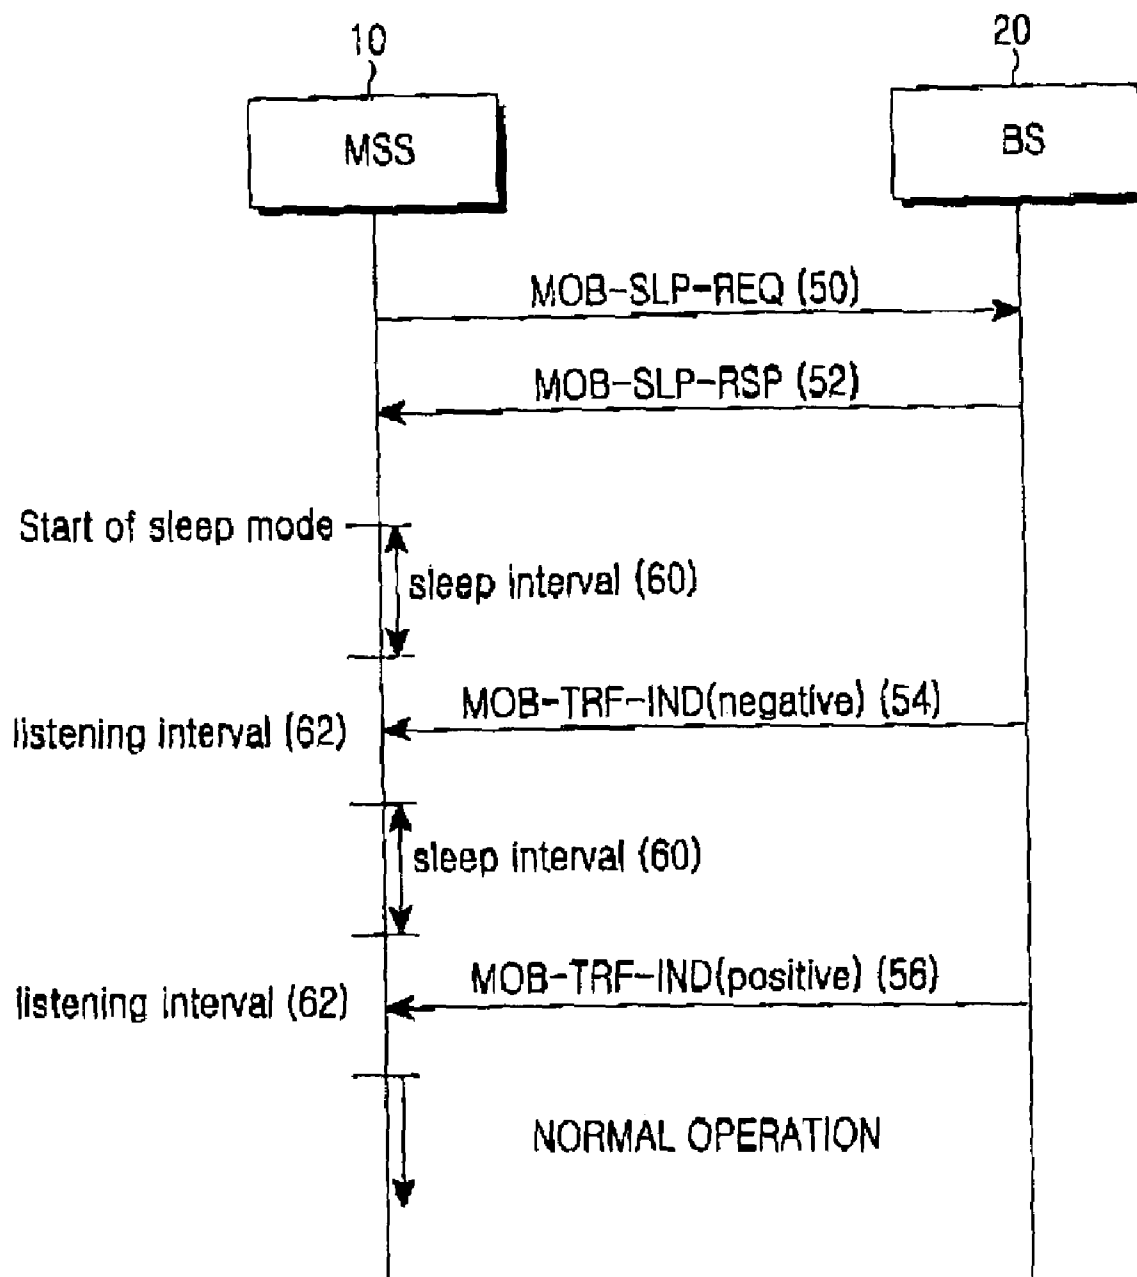 10
20
MSS
BS
MOB-SLP-REQ (50)
MOB-SLP-RSP (52)
Start of sleep mode
sleep interval (60)
MOB-TRF-IND(negative) (54)
listening interval (62)
sleep interval (60)
MOB-TRF-IND(positive) (56)
listening interval (62)
NORMAL OPERATION